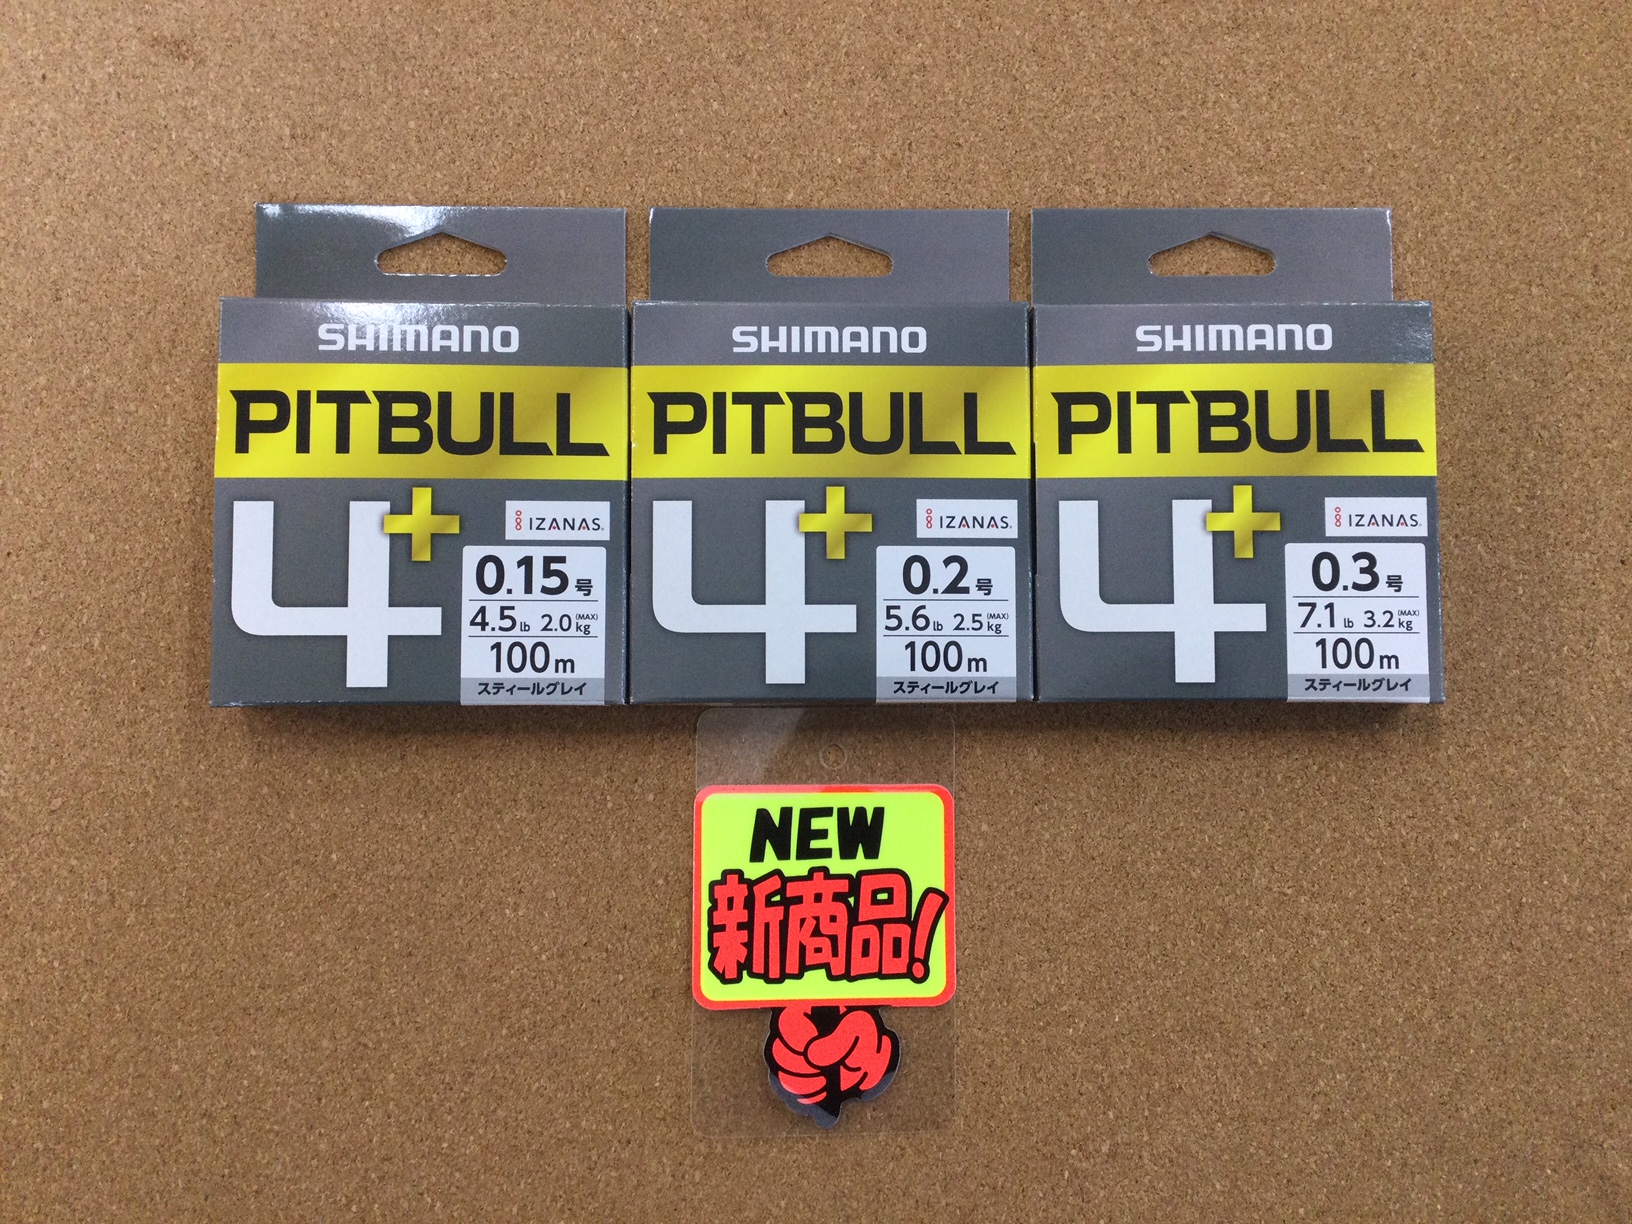 SHIMANO
PITBULL
4+
IZANAS
0.15号
4.5lb 2.0kg(MAX)
100m
スティールグレイ
SHIMANO
PITBULL
4+
IZANAS
0.2号
5.6lb 2.5kg(MAX)
100m
スティールグレイ
SHIMANO
PITBULL
4+
IZANAS
0.3号
7.1lb 3.2kg(MAX)
100m
スティールグレイ
NEW
新商品!